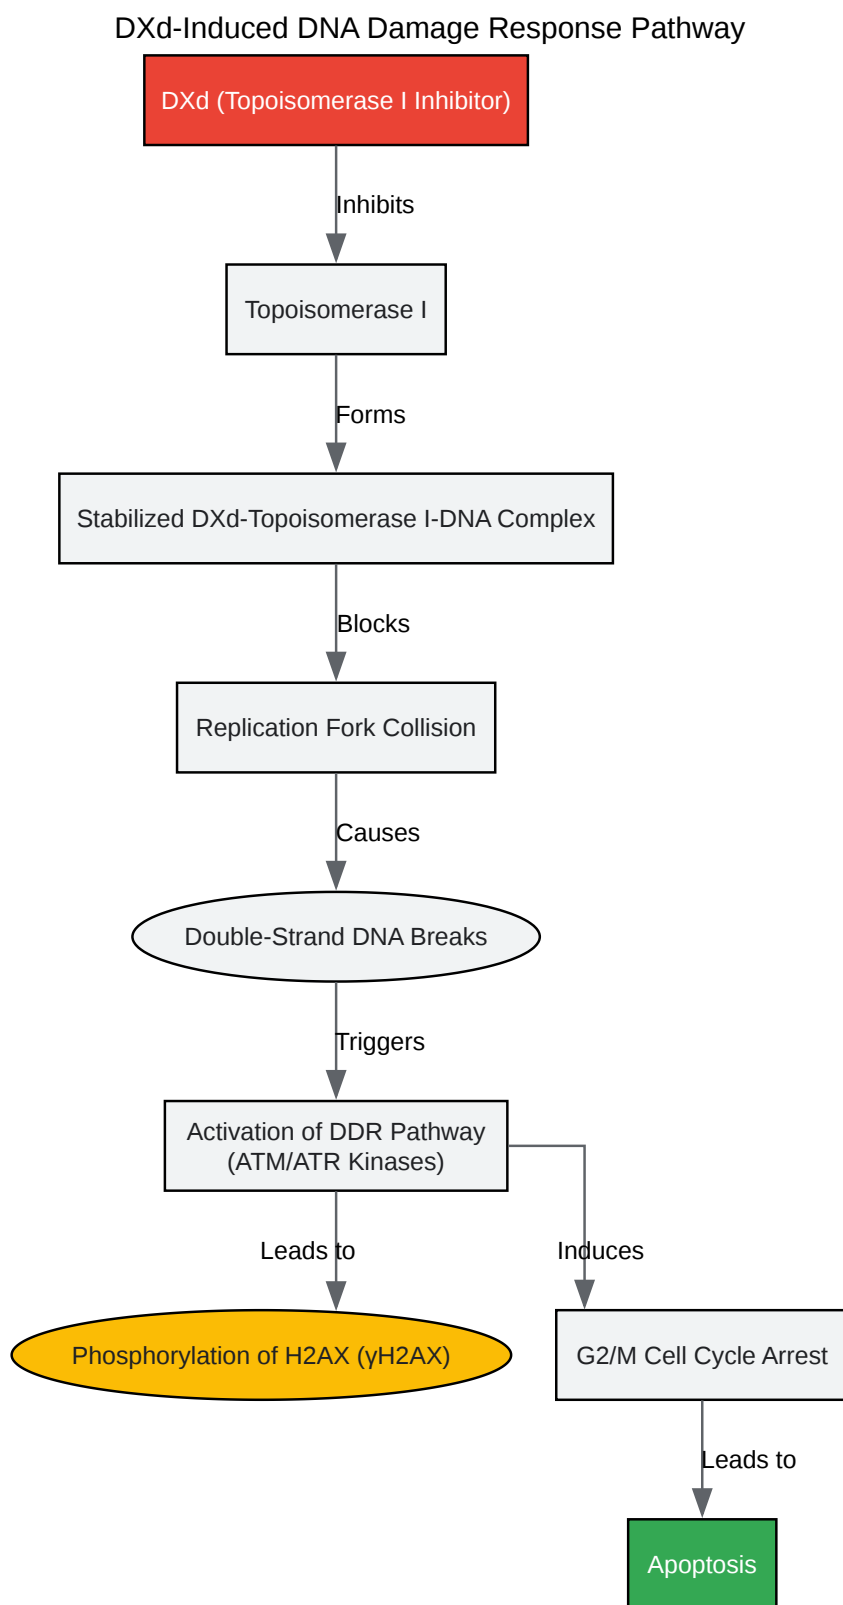 DXd-Induced DNA Damage Response Pathway
DXd (Topoisomerase I Inhibitor)
Inhibits
Topoisomerase I
Forms
Stabilized DXd-Topoisomerase I-DNA Complex
Blocks
Replication Fork Collision
Causes
Double-Strand DNA Breaks
Triggers
Activation of DDR Pathway
(ATM/ATR Kinases)
Leads to
Induces
Phosphorylation of H2AX (γH2AX)
G2/M Cell Cycle Arrest
Leads to
Apoptosis